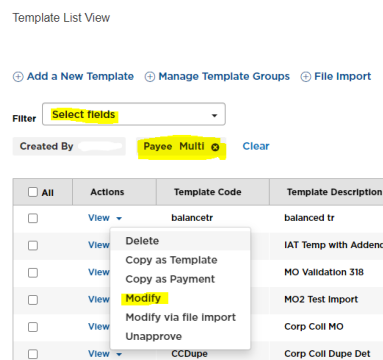 Template List View
Add a New Template Manage Template Groups File Import
Filter Select fields
Created By Payee Multi Clear
All Actions Template Code Template Description
View balancetr balanced tr
View IAT Temp with Addend
View MO Validation 318
View MO2 Test Import
View Corp Coll MO
View CCDupe Corp Coll Dupe Det
Delete
Copy as Template
Copy as Payment
Modify
Modify via file import
Unapprove